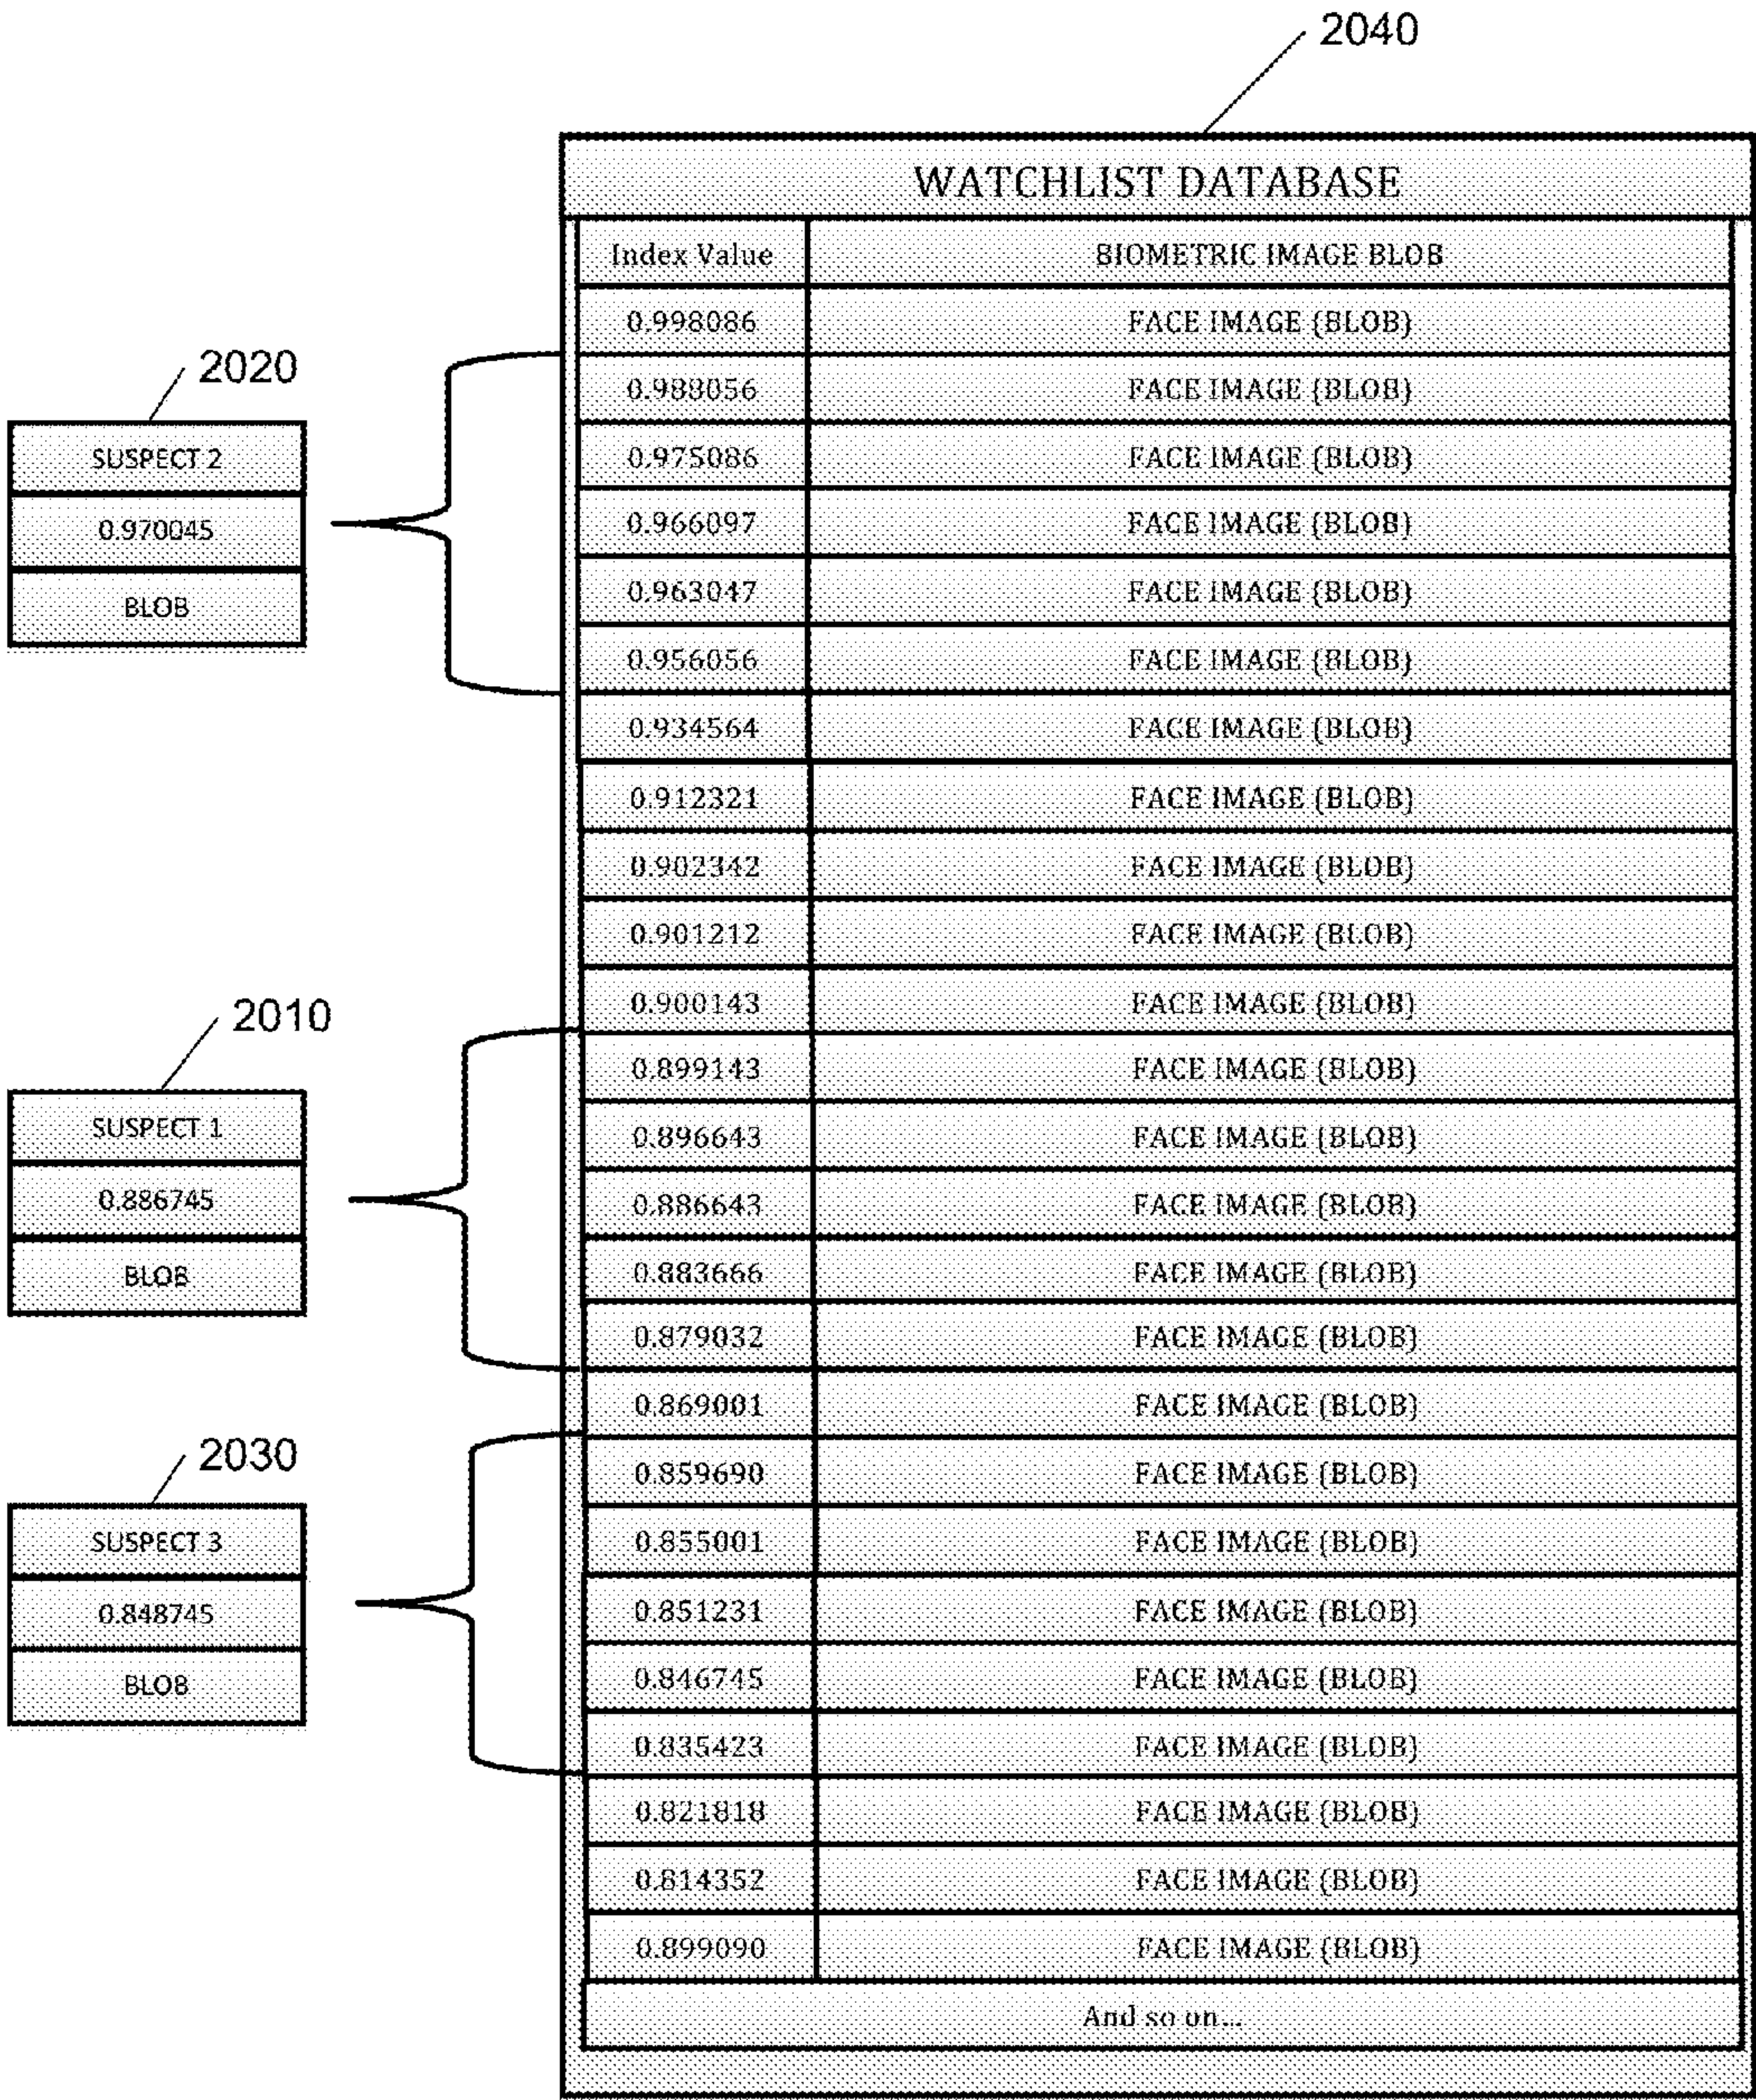 2040
WATCHLIST DATABASE
Index Value BIOMETRIC IMAGE BLOB
0.998086 FACE IMAGE (BLOB)
0.988056 FACE IMAGE (BLOB)
0.975086 FACE IMAGE (BLOB)
0.966097 FACE IMAGE (BLOB)
0.963047 FACE IMAGE (BLOB)
0.956056 FACE IMAGE (BLOB)
0.934564 FACE IMAGE (BLOB)
0.912321 FACE IMAGE (BLOB)
0.902342 FACE IMAGE (BLOB)
0.901212 FACE IMAGE (BLOB)
0.900143 FACE IMAGE (BLOB)
0.899143 FACE IMAGE (BLOB)
0.896643 FACE IMAGE (BLOB)
0.886643 FACE IMAGE (BLOB)
0.883666 FACE IMAGE (BLOB)
0.879032 FACE IMAGE (BLOB)
0.869001 FACE IMAGE (BLOB)
0.859690 FACE IMAGE (BLOB)
0.855001 FACE IMAGE (BLOB)
0.851231 FACE IMAGE (BLOB)
0.846745 FACE IMAGE (BLOB)
0.835423 FACE IMAGE (BLOB)
0.821818 FACE IMAGE (BLOB)
0.814352 FACE IMAGE (BLOB)
0.899090 FACE IMAGE (BLOB)
And so on...
2020
SUSPECT 2
0.970045
BLOB
2010
SUSPECT 1
0.886745
BLOB
2030
SUSPECT 3
0.848745
BLOB